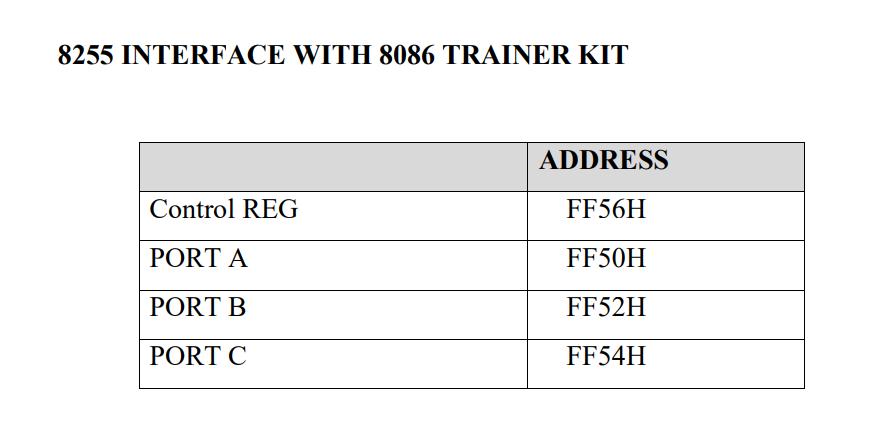 8255 INTERFACE WITH 8086 TRAINER KIT
ADDRESS
Control REG FF56H
PORT A FF50H
PORT B FF52H
PORT C FF54H